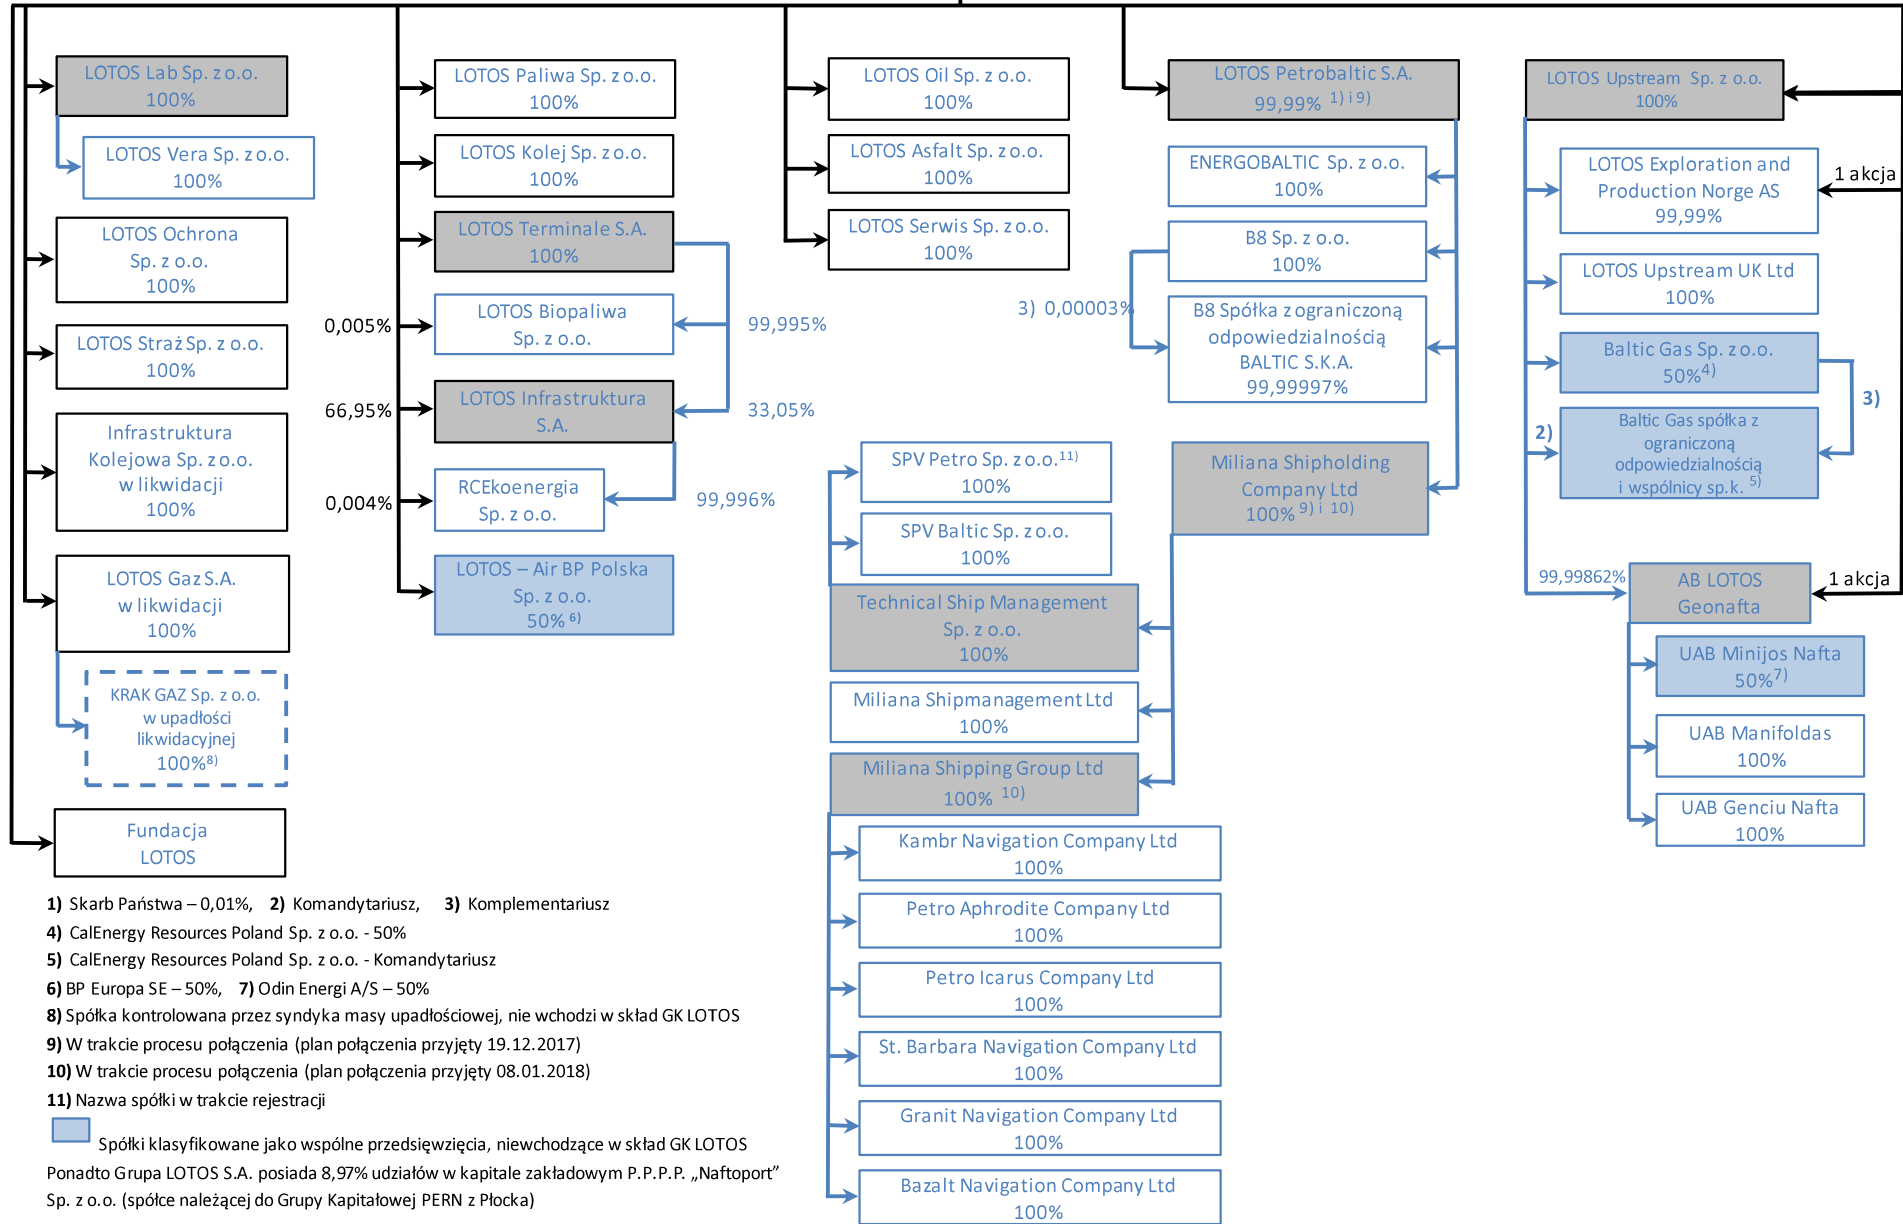 LOTOS Lab Sp. z o.o.
100%
LOTOS Vera Sp. z o.o.
100%
LOTOS Ochrona
Sp. z o.o.
100%
LOTOS Straż Sp. z o.o.
100%
Infrastruktura
Kolejowa Sp. z o.o.
w likwidacji
100%
LOTOS Gaz S.A.
w likwidacji
100%
KRAK GAZ Sp. z o.o.
w upadłości
likwidacyjnej
100%8)
Fundacja
LOTOS
LOTOS Paliwa Sp. z o.o.
100%
LOTOS Kolej Sp. z o.o.
100%
LOTOS Terminale S.A.
100%
0,005%
LOTOS Biopaliwa
Sp. z o.o.
99,995%
66,95%
LOTOS Infrastruktura
S.A.
33,05%
0,004%
RCEkoenergia
Sp. z o.o.
99,996%
LOTOS – Air BP Polska
Sp. z o.o.
50% 6)
LOTOS Oil Sp. z o.o.
100%
LOTOS Asfalt Sp. z o.o.
100%
LOTOS Serwis Sp. z o.o.
100%
LOTOS Petrobaltic S.A.
99,99% 1) i 9)
ENERGOBALTIC Sp. z o.o.
100%
B8 Sp. z o.o.
100%
3) 0,00003%
B8 Spółka z ograniczoną
odpowiedzialnością
BALTIC S.K.A.
99,99997%
Miliana Shipholding
Company Ltd
100% 9) i 10)
SPV Petro Sp. z o.o.11)
100%
SPV Baltic Sp. z o.o.
100%
Technical Ship Management
Sp. z o.o.
100%
Miliana Shipmanagement Ltd
100%
Miliana Shipping Group Ltd
100% 10)
Kambr Navigation Company Ltd
100%
Petro Aphrodite Company Ltd
100%
Petro Icarus Company Ltd
100%
St. Barbara Navigation Company Ltd
100%
Granit Navigation Company Ltd
100%
Bazalt Navigation Company Ltd
100%
LOTOS Upstream Sp. z o.o.
100%
LOTOS Exploration and
Production Norge AS
99,99%
1 akcja
LOTOS Upstream UK Ltd
100%
Baltic Gas Sp. z o.o.
50%4)
3)
2)
Baltic Gas spółka z
ograniczoną
odpowiedzialnością
i wspólnicy sp.k. 5)
99,99862%
AB LOTOS
Geonafta
1 akcja
UAB Minijos Nafta
50%7)
UAB Manifoldas
100%
UAB Genciu Nafta
100%
1) Skarb Państwa – 0,01%, 2) Komandytariusz, 3) Komplementariusz
4) CalEnergy Resources Poland Sp. z o.o. - 50%
5) CalEnergy Resources Poland Sp. z o.o. - Komandytariusz
6) BP Europa SE – 50%, 7) Odin Energi A/S – 50%
8) Spółka kontrolowana przez syndyka masy upadłościowej, nie wchodzi w skład GK LOTOS
9) W trakcie procesu połączenia (plan połączenia przyjęty 19.12.2017)
10) W trakcie procesu połączenia (plan połączenia przyjęty 08.01.2018)
11) Nazwa spółki w trakcie rejestracji
Spółki klasyfikowane jako wspólne przedsięwzięcia, niewchodzące w skład GK LOTOS
Ponadto Grupa LOTOS S.A. posiada 8,97% udziałów w kapitale zakładowym P.P.P.P. „Naftoport”
Sp. z o.o. (spółce należącej do Grupy Kapitałowej PERN z Płocka)